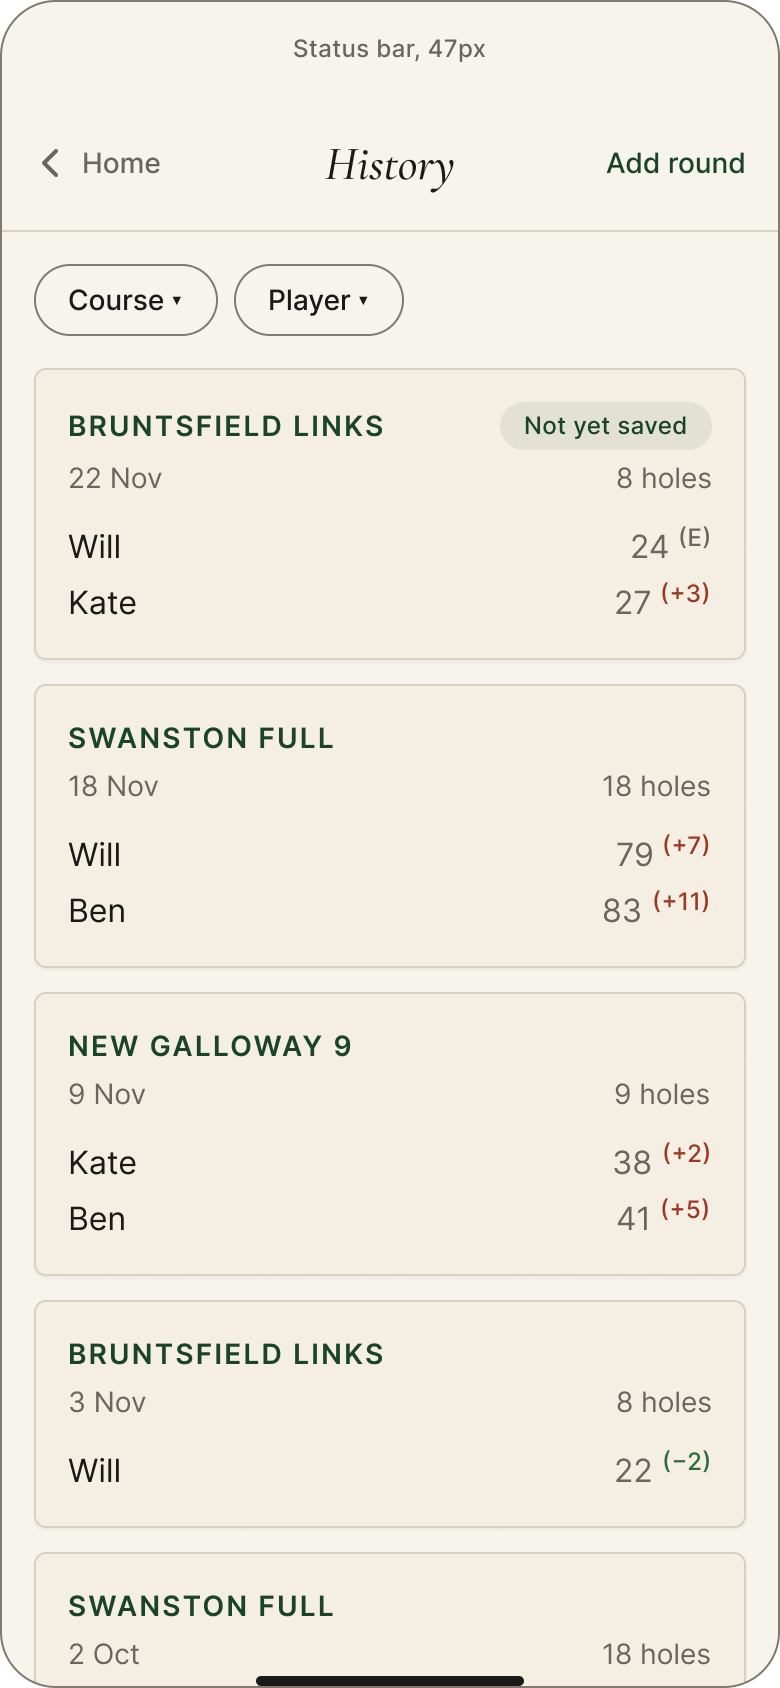 Status bar, 47px
Home History Add round
Course ▾ Player ▾
BRUNTSFIELD LINKS Not yet saved
22 Nov 8 holes
Will 24 (E)
Kate 27 (+3)
SWANSTON FULL
18 Nov 18 holes
Will 79 (+7)
Ben 83 (+11)
NEW GALLOWAY 9
9 Nov 9 holes
Kate 38 (+2)
Ben 41 (+5)
BRUNTSFIELD LINKS
3 Nov 8 holes
Will 22 (−2)
SWANSTON FULL
2 Oct 18 holes